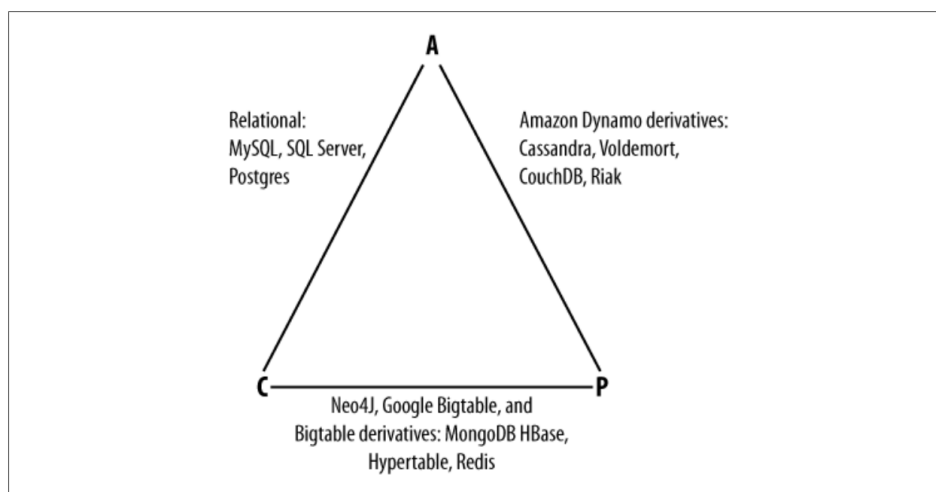 A
Relational:
MySQL, SQL Server,
Postgres
Amazon Dynamo derivatives:
Cassandra, Voldemort,
CouchDB, Riak
C
P
Neo4J, Google Bigtable, and
Bigtable derivatives: MongoDB HBase,
Hypertable, Redis